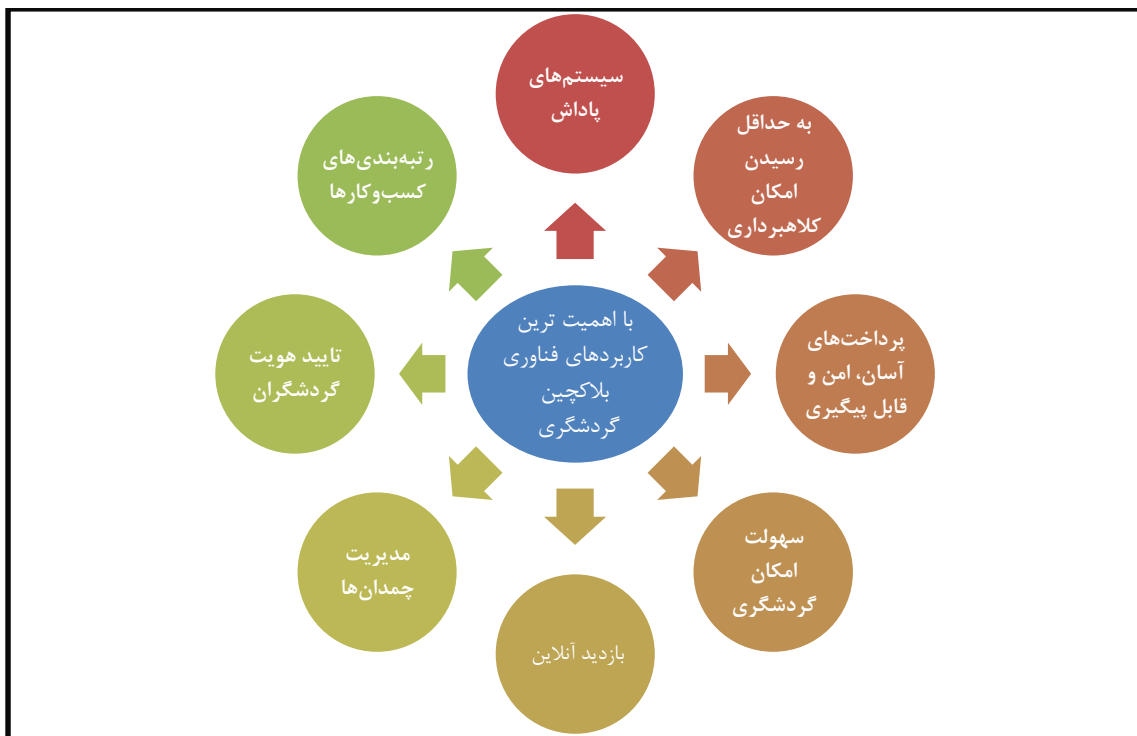 سیستم‌های
پاداش
به حداقل
رسیدن
امکان
کلاهبرداری
پرداخت‌های
آسان، امن و
قابل پیگیری
سهولت
امکان
گردشگری
بازدید آنلاین
مدیریت
چمدان‌ها
تایید هویت
گردشگران
رتبه‌بندی‌های
کسب‌وکارها
با اهمیت ترین
کاربردهای فناوری
بلاکچین
گردشگری